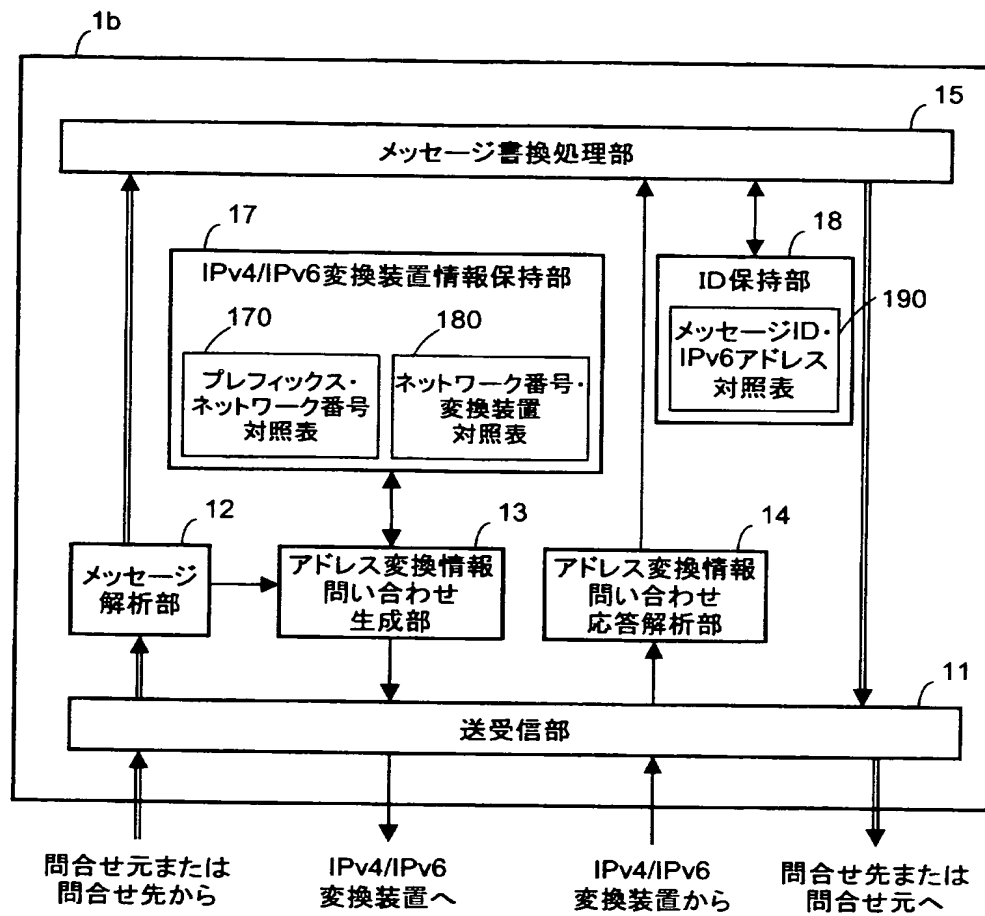 1b
15
メッセージ書換処理部
17
IPv4/IPv6変換装置情報保持部
170
プレフィックス・
ネットワーク番号
対照表
180
ネットワーク番号・
変換装置
対照表
18
ID保持部
190
メッセージID・
IPv6アドレス
対照表
12
メッセージ
解析部
13
アドレス変換情報
問い合わせ
生成部
14
アドレス変換情報
問い合わせ
応答解析部
11
送受信部
問合せ元または
問合せ先から
IPv4/IPv6
変換装置へ
IPv4/IPv6
変換装置から
問合せ先または
問合せ元へ